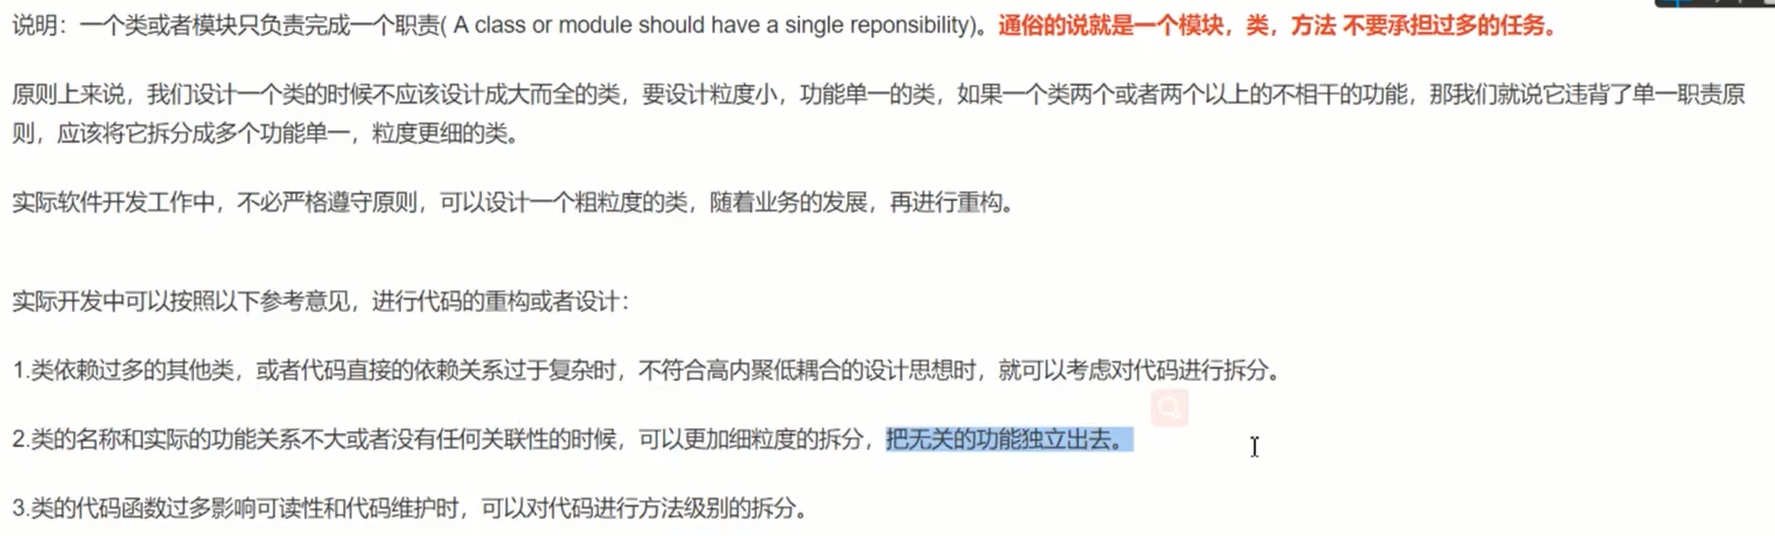 说明：一个类或者模块只负责完成一个职责( A class or module should have a single reponsibility)。通俗的说就是一个模块，类，方法 不要承担过多的任务。
原则上来说，我们设计一个类的时候不应该设计成大而全的类，要设计粒度小，功能单一的类，如果一个类两个或者两个以上的不相干的功能，那我们就说它违背了单一职责原
则，应该将它拆分成多个功能单一，粒度更细的类。
实际软件开发工作中，不必严格遵守原则，可以设计一个粗粒度的类，随着业务的发展，再进行重构。
实际开发中可以按照以下参考意见，进行代码的重构或者设计：
1.类依赖过多的其他类，或者代码直接的依赖关系过于复杂时，不符合高内聚低耦合的设计思想时，就可以考虑对代码进行拆分。
2.类的名称和实际的功能关系不大或者没有任何关联性的时候，可以更加细粒度的拆分，把无关的功能独立出去。
3.类的代码函数过多影响可读性和代码维护时，可以对代码进行方法级别的拆分。